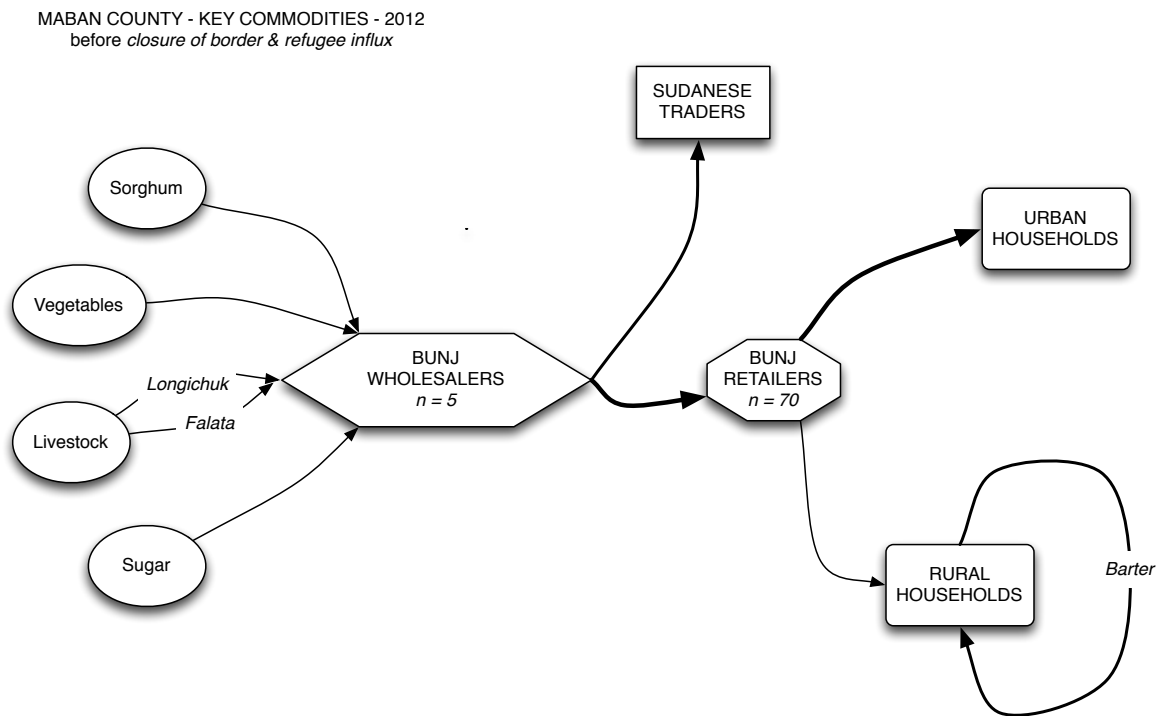 MABAN COUNTY - KEY COMMODITIES - 2012
before closure of border & refugee influx
SUDANESE
TRADERS
Sorghum
URBAN
HOUSEHOLDS
Vegetables
BUNJ
WHOLESALERS
n = 5
BUNJ
RETAILERS
n = 70
Longichuk
Falata
Livestock
Sugar
RURAL
HOUSEHOLDS
Barter